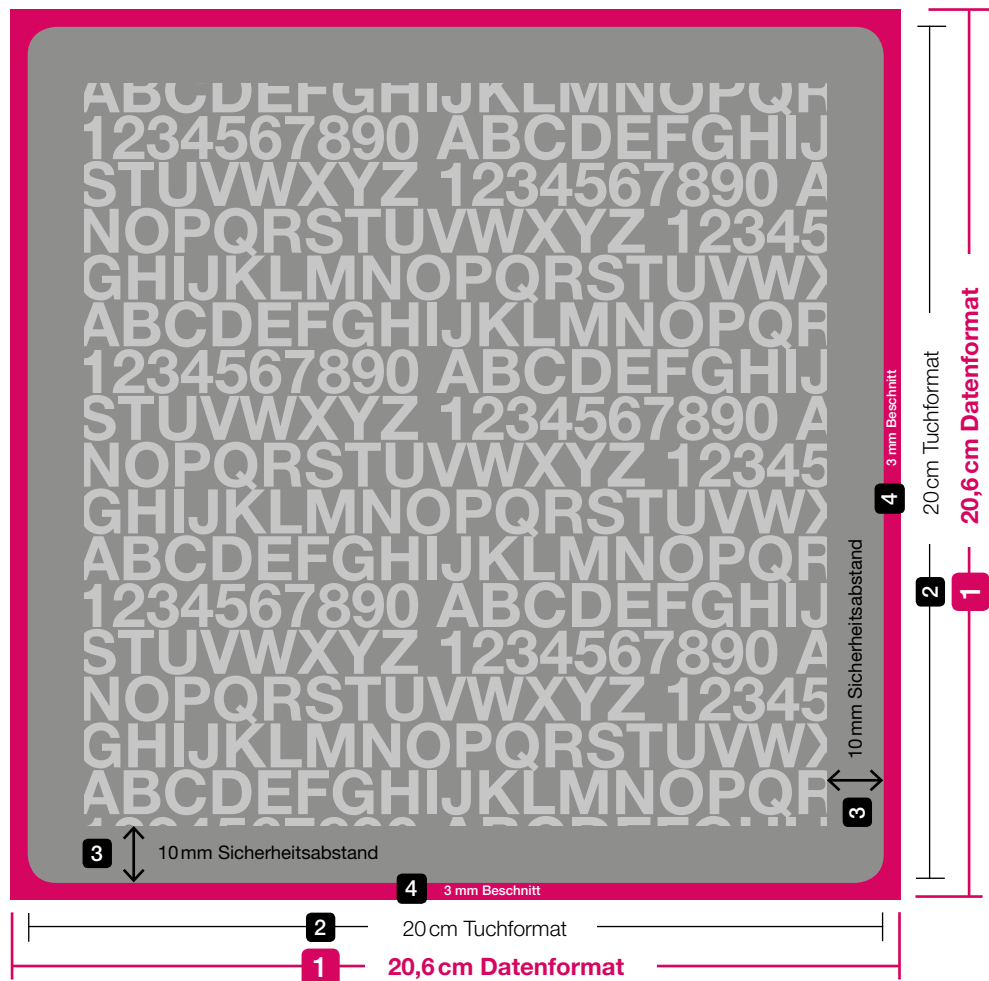 ABCDEFGHIJKLMNOPQR
1234567890 ABCDEFGHIJ
STUVWXYZ 1234567890 A
NOPQRSTUVWXYZ 12345
GHIJKLMNOPQRSTUVWX
ABCDEFGHIJKLMNOPQR
1234567890 ABCDEFGHIJ
STUVWXYZ 1234567890 A
NOPQRSTUVWXYZ 12345
GHIJKLMNOPQRSTUVWX
ABCDEFGHIJKLMNOPQR
1234567890 ABCDEFGHIJ
STUVWXYZ 1234567890 A
NOPQRSTUVWXYZ 12345
GHIJKLMNOPQRSTUVWX
ABCDEFGHIJKLMNOPQR
3 10 mm Sicherheitsabstand
4 3 mm Beschnitt
2 20 cm Tuchformat
1 20,6 cm Datenformat
10 mm Sicherheitsabstand
3
3 mm Beschnitt
4
20 cm Tuchformat
2
20,6 cm Datenformat
1